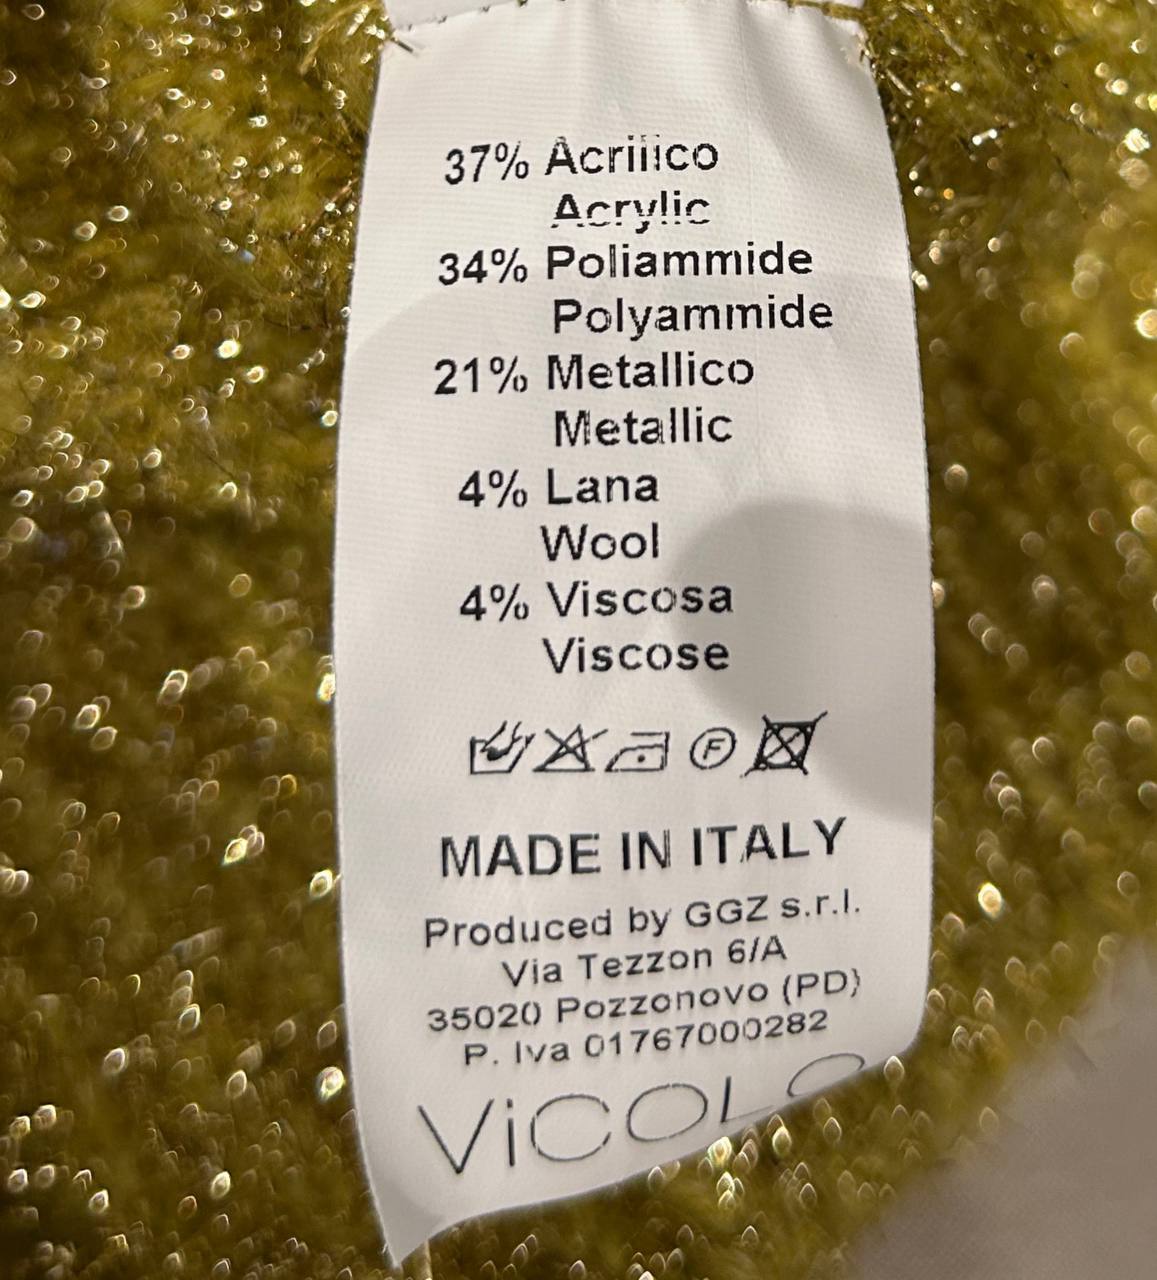 37% Acrilico
Acrylic
34% Poliammide
Polyammide
21% Metallico
Metallic
4% Lana
Wool
4% Viscosa
Viscose
F
MADE IN ITALY
Produced by GGZ s.r.l.
Via Tezzon 6/A
35020 Pozzonovo (PD)
P. Iva 01767000282
ViCOLO